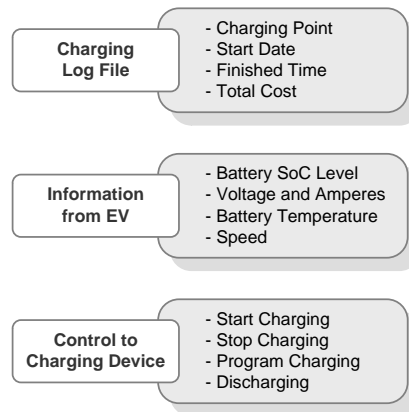 Charging
Log File
- Charging Point
- Start Date
- Finished Time
- Total Cost
Information
from EV
- Battery SoC Level
- Voltage and Amperes
- Battery Temperature
- Speed
Control to
Charging Device
- Start Charging
- Stop Charging
- Program Charging
- Discharging